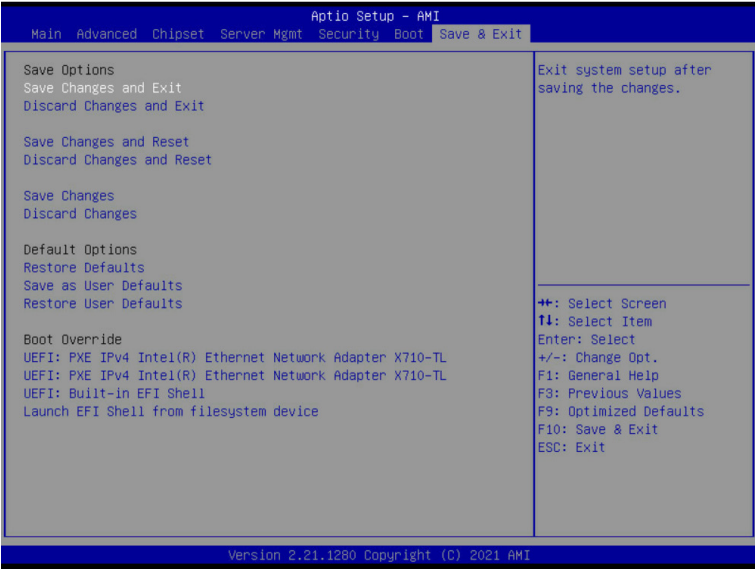 Aptio Setup – AMI
Main Advanced Chipset Server Mgmt Security Boot Save & Exit
Save Options
Save Changes and Exit
Discard Changes and Exit
Save Changes and Reset
Discard Changes and Reset
Save Changes
Discard Changes
Default Options
Restore Defaults
Save as User Defaults
Restore User Defaults
Boot Override
UEFI: PXE IPv4 Intel(R) Ethernet Network Adapter X710-TL
UEFI: PXE IPv4 Intel(R) Ethernet Network Adapter X710-TL
UEFI: Built-in EFI Shell
Launch EFI Shell from filesystem device
Exit system setup after
saving the changes.
→←: Select Screen
↑↓: Select Item
Enter: Select
+/-: Change Opt.
F1: General Help
F3: Previous Values
F9: Optimized Defaults
F10: Save & Exit
ESC: Exit
Version 2.21.1280 Copyright (C) 2021 AMI